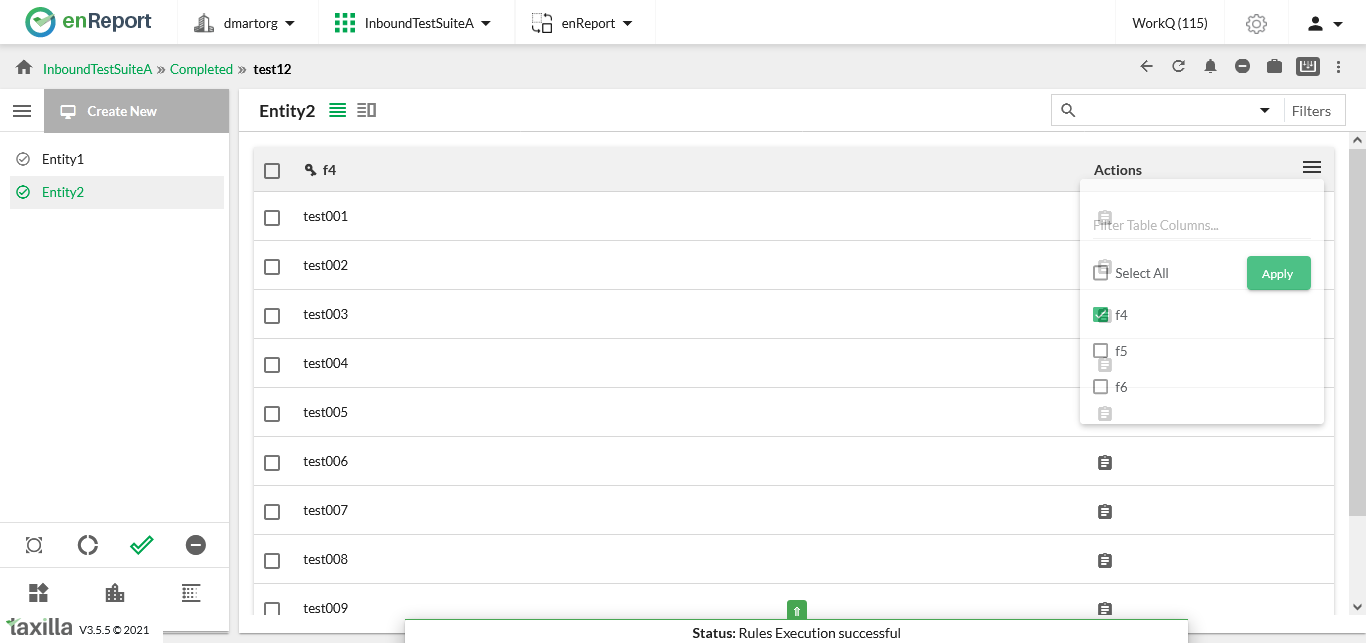 enReport dmartorg InboundTestSuiteA enReport WorkQ (115)
InboundTestSuiteA » Completed » test12
Create New
Entity2
Filters
Entity1
Entity2
f4 Actions
test001
test002
test003
test004
test005
test006
test007
test008
test009
Filter Table Columns...
Select All Apply
f4
f5
f6
taxilla V3.5.5 © 2021
Status: Rules Execution successful